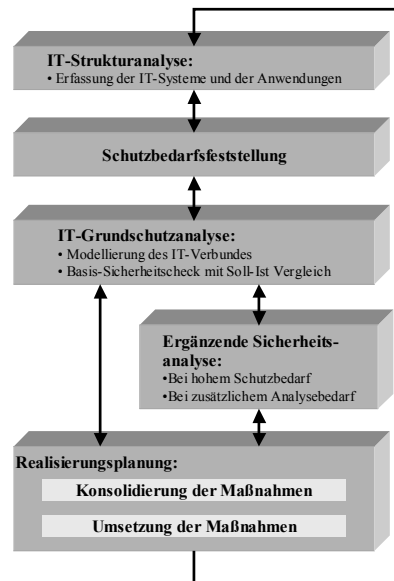 IT-Strukturanalyse:
• Erfassung der IT-Systeme und der Anwendungen
Schutzbedarfsfeststellung
IT-Grundschutzanalyse:
• Modellierung des IT-Verbundes
• Basis-Sicherheitscheck mit Soll-Ist Vergleich
Ergänzende Sicherheits-
analyse:
•Bei hohem Schutzbedarf
•Bei zusätzlichem Analysebedarf
Realisierungsplanung:
Konsolidierung der Maßnahmen
Umsetzung der Maßnahmen